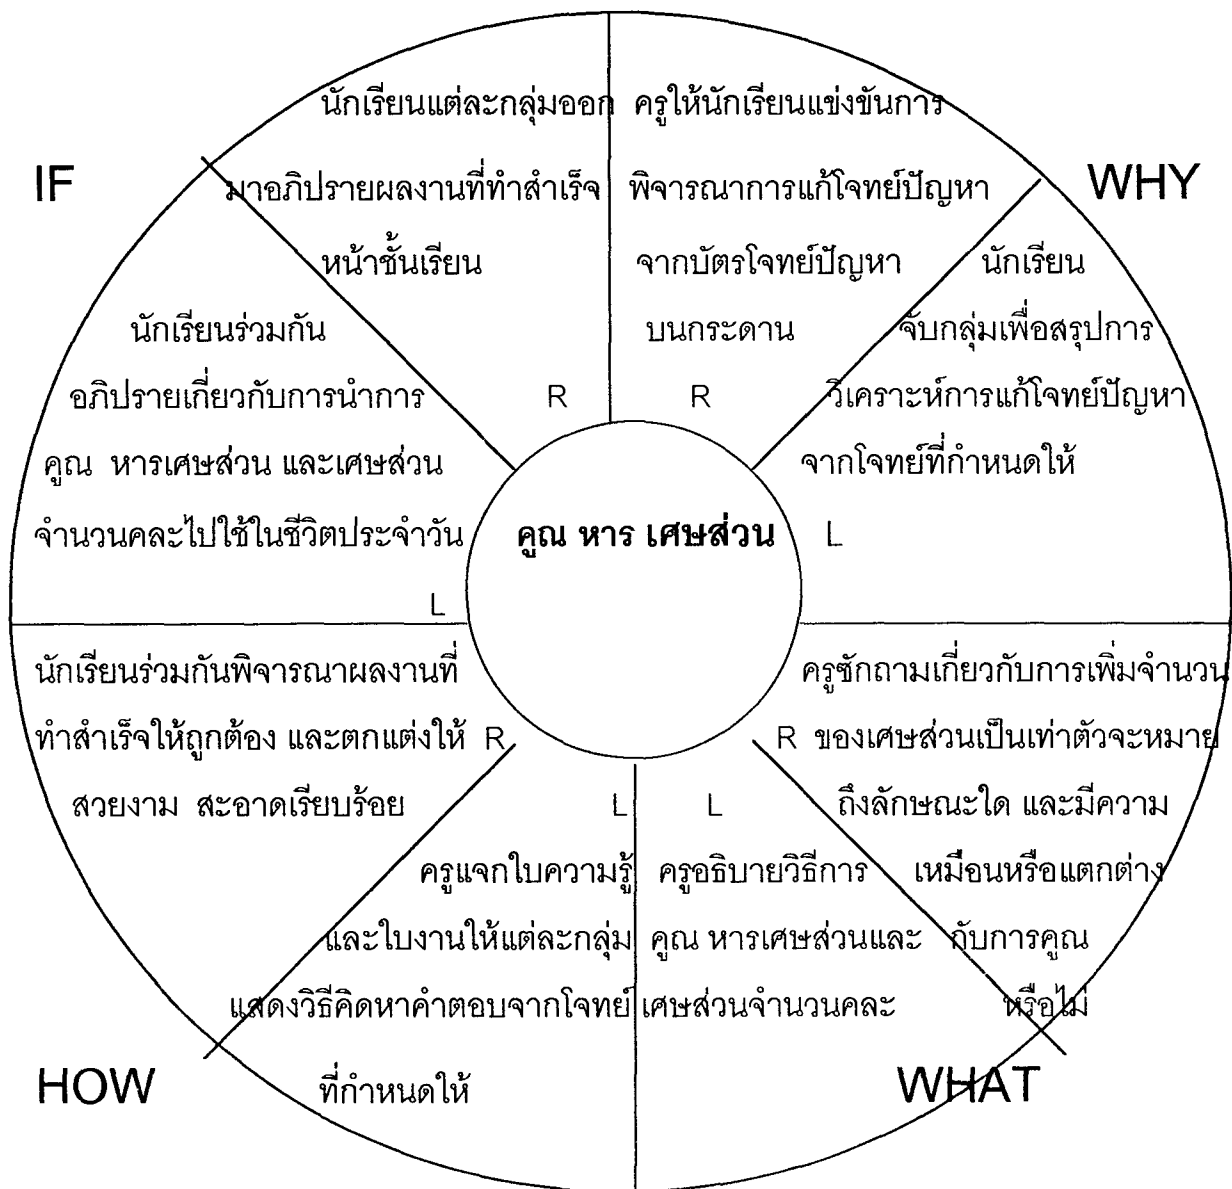 IF
WHY
นักเรียนแต่ละกลุ่มออก
มาอภิปรายผลงานที่ทำสำเร็จ
หน้าชั้นเรียน
R
ครูให้นักเรียนแข่งขันการ
พิจารณาการแก้โจทย์ปัญหา
จากบัตรโจทย์ปัญหา
บนกระดาน
R
นักเรียน
จับกลุ่มเพื่อสรุปการ
วิเคราะห์การแก้โจทย์ปัญหา
จากโจทย์ที่กำหนดให้
L
นักเรียนร่วมกัน
อภิปรายเกี่ยวกับการนำการ
คูณ หารเศษส่วน และเศษส่วน
จำนวนคละไปใช้ในชีวิตประจำวัน
L
คูณ หาร เศษส่วน
นักเรียนร่วมกันพิจารณาผลงานที่
ทำสำเร็จให้ถูกต้อง และตกแต่งให้ R
สวยงาม สะอาดเรียบร้อย
ครูซักถามเกี่ยวกับการเพิ่มจำนวน
R ของเศษส่วนเป็นเท่าตัวจะหมาย
ถึงลักษณะใด และมีความ
เหมือนหรือแตกต่าง
กับการคูณ
หรือไม่
L
ครูแจกใบความรู้
และใบงานให้แต่ละกลุ่ม
แสดงวิธีคิดหาคำตอบจากโจทย์
ที่กำหนดให้
L
ครูอธิบายวิธีการ
คูณ หารเศษส่วนและ
เศษส่วนจำนวนคละ
HOW
WHAT